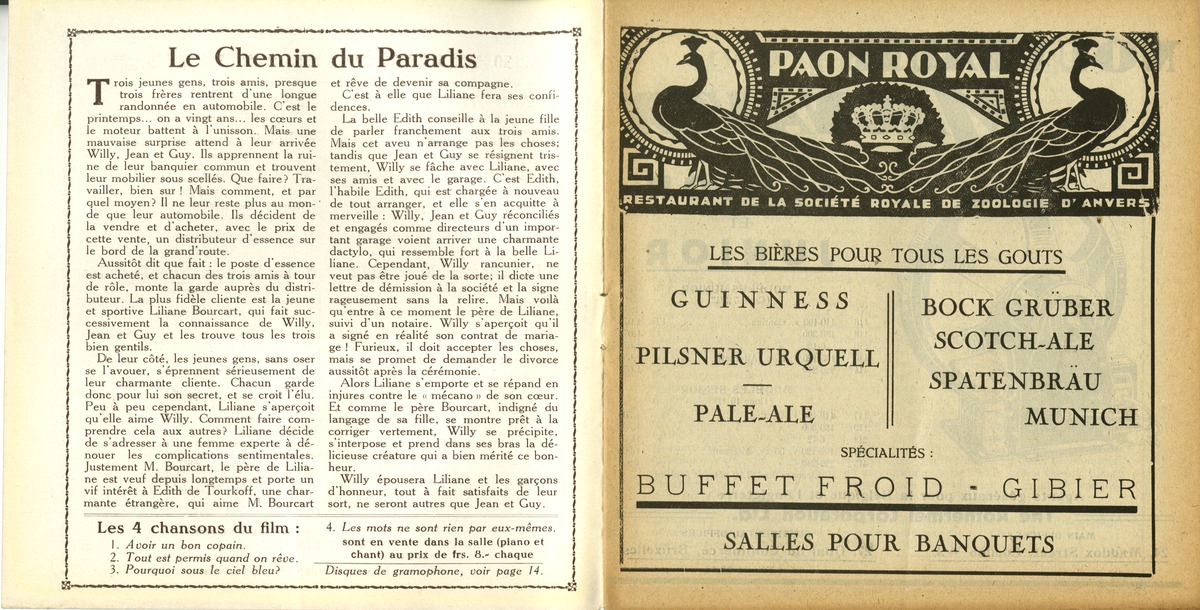 Le Chemin du Paradis
Trois jeunes gens, trois amis, presque
trois frères rentrent d'une longue
randonnée en automobile. C'est le
printemps... on a vingt ans... les cœurs et
le moteur battent à l'unisson. Mais une
mauvaise surprise attend à leur arrivée
Willy, Jean et Guy. Ils apprennent la rui-
ne de leur banquier commun et trouvent
leur mobilier sous scellés. Que faire? Tra-
vailler, bien sur! Mais comment, et par
quel moyen? Il ne leur reste plus au mon-
de que leur automobile. Ils décident de
la vendre et d'acheter, avec le prix de
cette vente, un distributeur d'essence sur
le bord de la grand'route.
Aussitôt dit que fait : le poste d'essence
est acheté, et chacun des trois amis à tour
de rôle, monte la garde auprès du distri-
buteur. La plus fidèle cliente est la jeune
et sportive Liliane Bourcart, qui fait suc-
cessivement la connaissance de Willy,
Jean et Guy et les trouve tous les trois
bien gentils.
De leur côté, les jeunes gens, sans oser
se l'avouer, s'éprennent sérieusement de
leur charmante cliente. Chacun garde
donc pour lui son secret, et se croit l'élu.
Peu à peu cependant, Liliane s'aperçoit
qu'elle aime Willy. Comment faire com-
prendre cela aux autres? Liliane décide
de s'adresser à une femme experte à dé-
nouer les complications sentimentales.
Justement M. Bourcart, le père de Lilia-
ne est veuf depuis longtemps et porte un
vif intérêt à Edith de Tourkoff, une char-
mante étrangère, qui aime M. Bourcart
et rêve de devenir sa compagne.
C'est à elle que Liliane fera ses confi-
dences.
La belle Edith conseille à la jeune fille
de parler franchement aux trois amis.
Mais cet aveu n'arrange pas les choses;
tandis que Jean et Guy se résignent tris-
tement, Willy se fâche avec Liliane, avec
ses amis et avec le garage. C'est Edith,
l'habile Edith, qui est chargée à nouveau
de tout arranger, et elle s'en acquitte à
merveille : Willy, Jean et Guy réconciliés
et engagés comme directeurs d'un impor-
tant garage voient arriver une charmante
dactylo, qui ressemble fort à la belle Li-
liane. Cependant, Willy rancunier, ne
veut pas être joué de la sorte; il dicte une
lettre de démission à la société et la signe
rageusement sans la relire. Mais voilà
qu'entre à ce moment le père de Liliane,
suivi d'un notaire. Willy s'aperçoit qu'il
a signé en réalité son contrat de maria-
ge! Furieux, il doit accepter les choses,
mais se promet de demander le divorce
aussitôt après la cérémonie.
Alors Liliane s'emporte et se répand en
injures contre le « mécano » de son cœur.
Et comme le père Bourcart, indigné du
langage de sa fille, se montre prêt à la
corriger vertement, Willy se précipite,
s'interpose et prend dans ses bras la dé-
licieuse créature qui a bien mérité ce bon-
heur.
Willy épousera Liliane et les garçons
d'honneur, tout à fait satisfaits de leur
sort, ne seront autres que Jean et Guy.
Les 4 chansons du film :
1. Avoir un bon copain.
2. Tout est permis quand on rêve.
3. Pourquoi sous le ciel bleu?
4. Les mots ne sont rien par eux-mêmes.
sont en vente dans la salle (piano et
chant) au prix de frs. 8.- chaque
Disques de gramophone, voir page 14.
PAON ROYAL
RESTAURANT DE LA SOCIÉTÉ ROYALE DE ZOOLOGIE D'ANVERS
LES BIÈRES POUR TOUS LES GOUTS
GUINNESS
PILSNER URQUELL
PALE-ALE
BOCK GRÜBER
SCOTCH-ALE
SPATENBRÄU
MUNICH
SPÉCIALITÉS :
BUFFET FROID - GIBIER
SALLES POUR BANQUETS